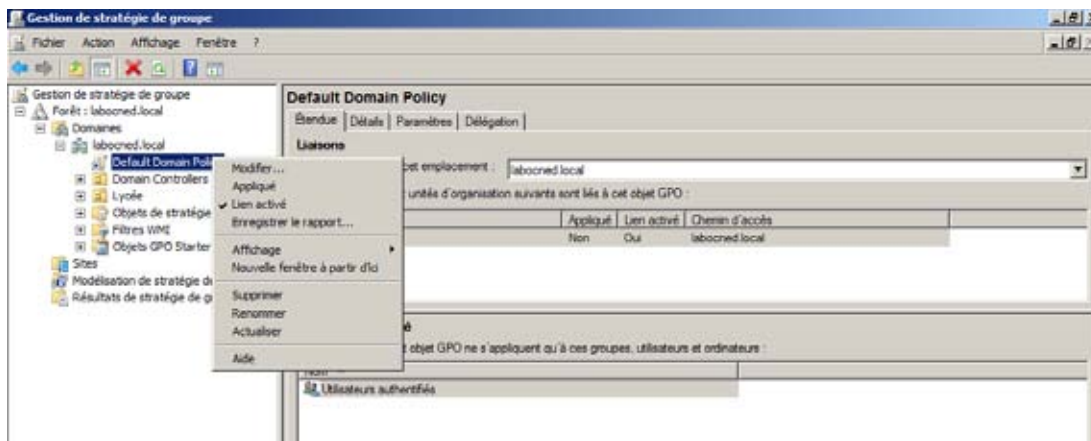 Gestion de stratégie de groupe
Fichier Action Affichage Fenêtre ?
Gestion de stratégie de groupe
Forêt : labocned.local
Domaines
labocned.local
Default Domain Poli
Domain Controllers
Lycée
Objets de stratégie
Filtres WMI
Objets GPO Starter
Sites
Modélisation de stratégie d
Résultats de stratégie de g
Modifier...
Appliqué
Lien activé
Enregistrer le rapport...
Affichage
Nouvelle fenêtre à partir d'ici
Supprimer
Renommer
Actualiser
Aide
Default Domain Policy
Étendue Détails Paramètres Délégation
Liaisons
cet emplacement : labocned.local
unités d'organisation suivants sont liés à cet objet GPO :
Appliqué Lien activé Chemin d'accès
Non Oui labocned.local
objet GPO ne s'appliquent qu'à ces groupes, utilisateurs et ordinateurs :
Utilisateurs authentifiés